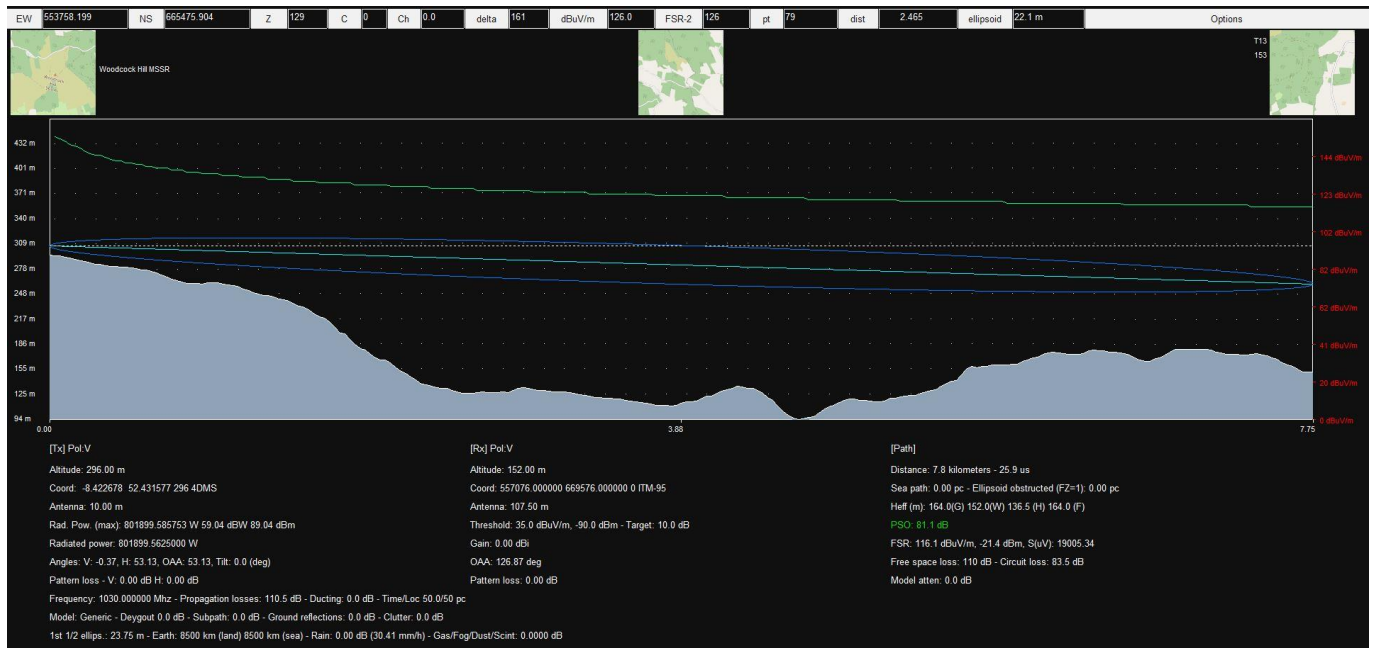 EW 553758.199 NS 665475.904 Z 129 C 0 Ch 0.0 delta 161 dBuV/m 126.0 FSR-2 126 pt 79 dist 2.465 ellipsoid 22.1 m Options
Woodcock Hill MSSR
T13
153
432 m
401 m
371 m
340 m
309 m
278 m
248 m
217 m
186 m
155 m
125 m
94 m
144 dBuV/m
123 dBuV/m
102 dBuV/m
82 dBuV/m
62 dBuV/m
41 dBuV/m
20 dBuV/m
0 dBuV/m
0.00 3.88 7.75
[Tx] Pol:V
Altitude: 296.00 m
Coord: -8.422678 52.431577 296 4DMS
Antenna: 10.00 m
Rad. Pow. (max): 801899.585753 W 59.04 dBW 89.04 dBm
Radiated power: 801899.5625000 W
Angles: V: -0.37, H: 53.13, OAA: 53.13, Tilt: 0.0 (deg)
Pattern loss - V: 0.00 dB H: 0.00 dB
Frequency: 1030.000000 Mhz - Propagation losses: 110.5 dB - Ducting: 0.0 dB - Time/Loc 50.0/50 pc
Model: Generic - Deygout 0.0 dB - Subpath: 0.0 dB - Ground reflections: 0.0 dB - Clutter: 0.0 dB
1st 1/2 ellips.: 23.75 m - Earth: 8500 km (land) 8500 km (sea) - Rain: 0.00 dB (30.41 mm/h) - Gas/Fog/Dust/Scint: 0.0000 dB
[Rx] Pol:V
Altitude: 152.00 m
Coord: 557076.000000 669576.000000 0 ITM-95
Antenna: 107.50 m
Threshold: 35.0 dBuV/m, -90.0 dBm - Target: 10.0 dB
Gain: 0.00 dBi
OAA: 126.87 deg
Pattern loss: 0.00 dB
[Path]
Distance: 7.8 kilometers - 25.9 us
Sea path: 0.00 pc - Ellipsoid obstructed (FZ=1): 0.00 pc
Heff (m): 164.0(G) 152.0(W) 136.5 (H) 164.0 (F)
PSO: 81.1 dB
FSR: 116.1 dBuV/m, -21.4 dBm, S(uV): 19005.34
Free space loss: 110 dB - Circuit loss: 83.5 dB
Model atten: 0.0 dB